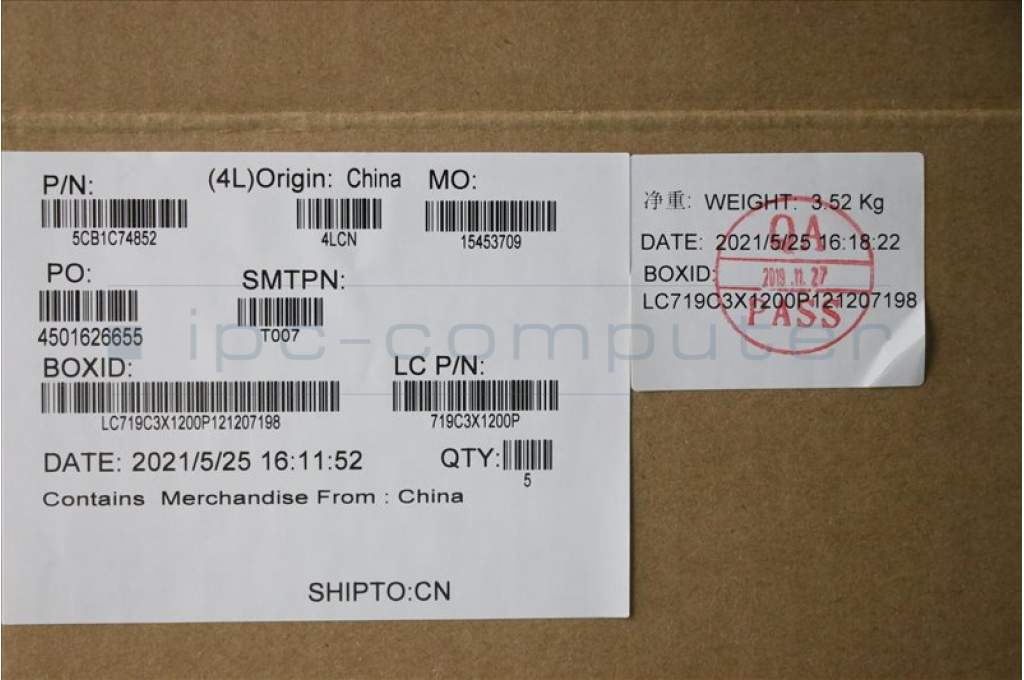 P/N: (4L)Origin: China MO:
5CB1C74852 4LCN 15453709
PO: SMTPN:
4501626655 T007
BOXID: LC P/N:
LC719C3X1200P121207198 719C3X1200P
DATE: 2021/5/25 16:11:52 QTY:
5
Contains Merchandise From : China
SHIPTO:CN
净重: WEIGHT: 3.52 Kg
DATE: 2021/5/25 16:18:22
BOXID:
LC719C3X1200P121207198
QA
2019.11.27
PASS
ipc-computer